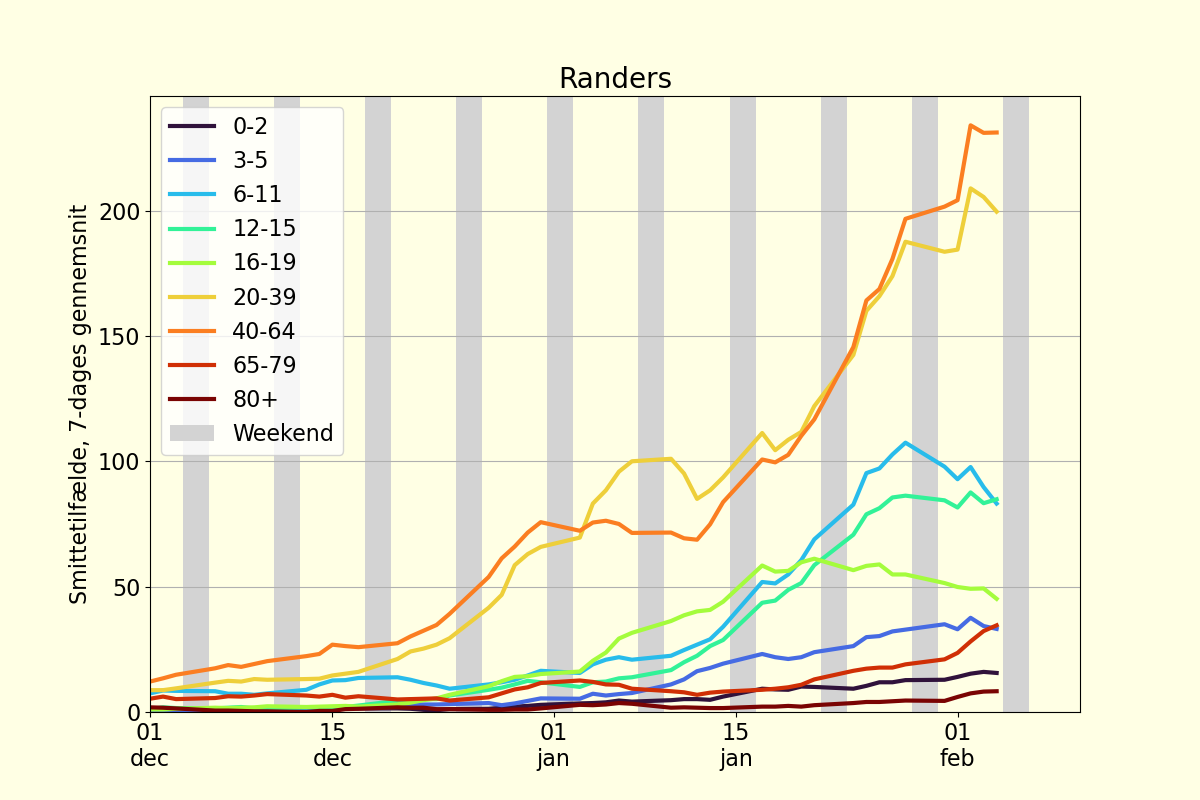 Randers
Smittetilfælde, 7-dages gennemsnit
0-2
3-5
6-11
12-15
16-19
20-39
40-64
65-79
80+
Weekend
200
150
100
50
0
01
dec
15
dec
01
jan
15
jan
01
feb